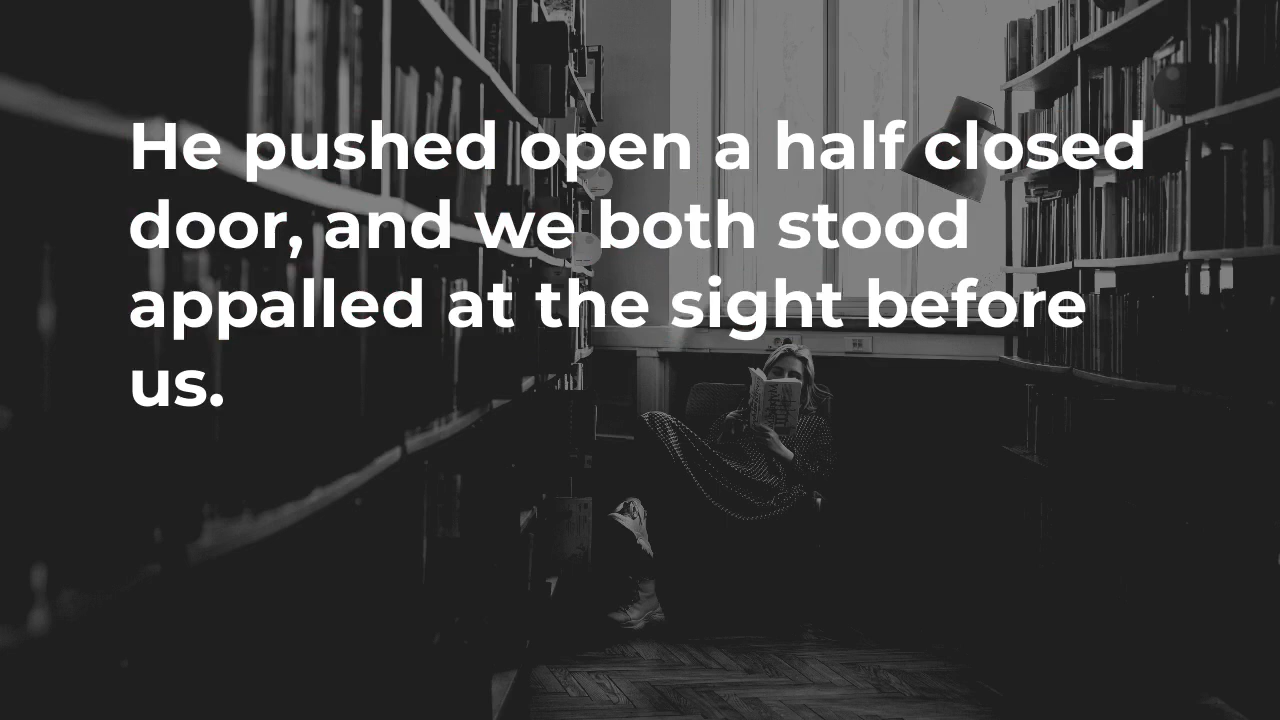 He pushed open a half closed
door, and we both stood
appalled at the sight before
us.